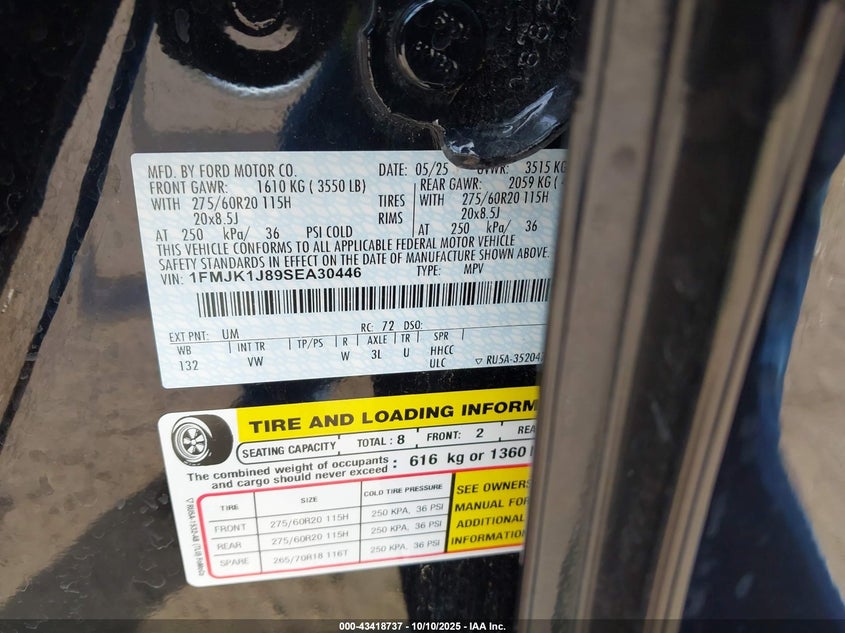 MFD. BY FORD MOTOR CO.
DATE: 05/25 GVWR: 3515 KG
FRONT GAWR: 1610 KG ( 3550 LB)
REAR GAWR: 2059 KG (
WITH 275/60R20 115H TIRES WITH 275/60R20 115H
20x8.5J RIMS 20x8.5J
AT 250 kPa/ 36 PSI COLD AT 250 kPa/ 36
THIS VEHICLE CONFORMS TO ALL APPLICABLE FEDERAL MOTOR VEHICLE
SAFETY STANDARDS IN EFFECT ON THE DATE OF MANUFACTURE SHOWN ABOVE.
VIN: 1FMJK1J89SEA30446 TYPE: MPV
EXT PNT: UM RC: 72 DSO:
WB INT TR TP/PS R AXLE TR SPR
132 VW W 3L U HHCC
ULC ▽ RU5A-35204
TIRE AND LOADING INFORM
SEATING CAPACITY TOTAL : 8 FRONT: 2 REA
The combined weight of occupants and cargo should never exceed : 616 kg or 1360
TIRE SIZE COLD TIRE PRESSURE
FRONT 275/60R20 115H 250 KPA, 36 PSI
REAR 275/60R20 115H 250 KPA, 36 PSI
SPARE 265/70R18 116T 250 KPA, 36 PSI
SEE OWNERS
MANUAL FOR
ADDITIONAL
INFORMATION
000-43418737 - 10/10/2025 - IAA Inc.